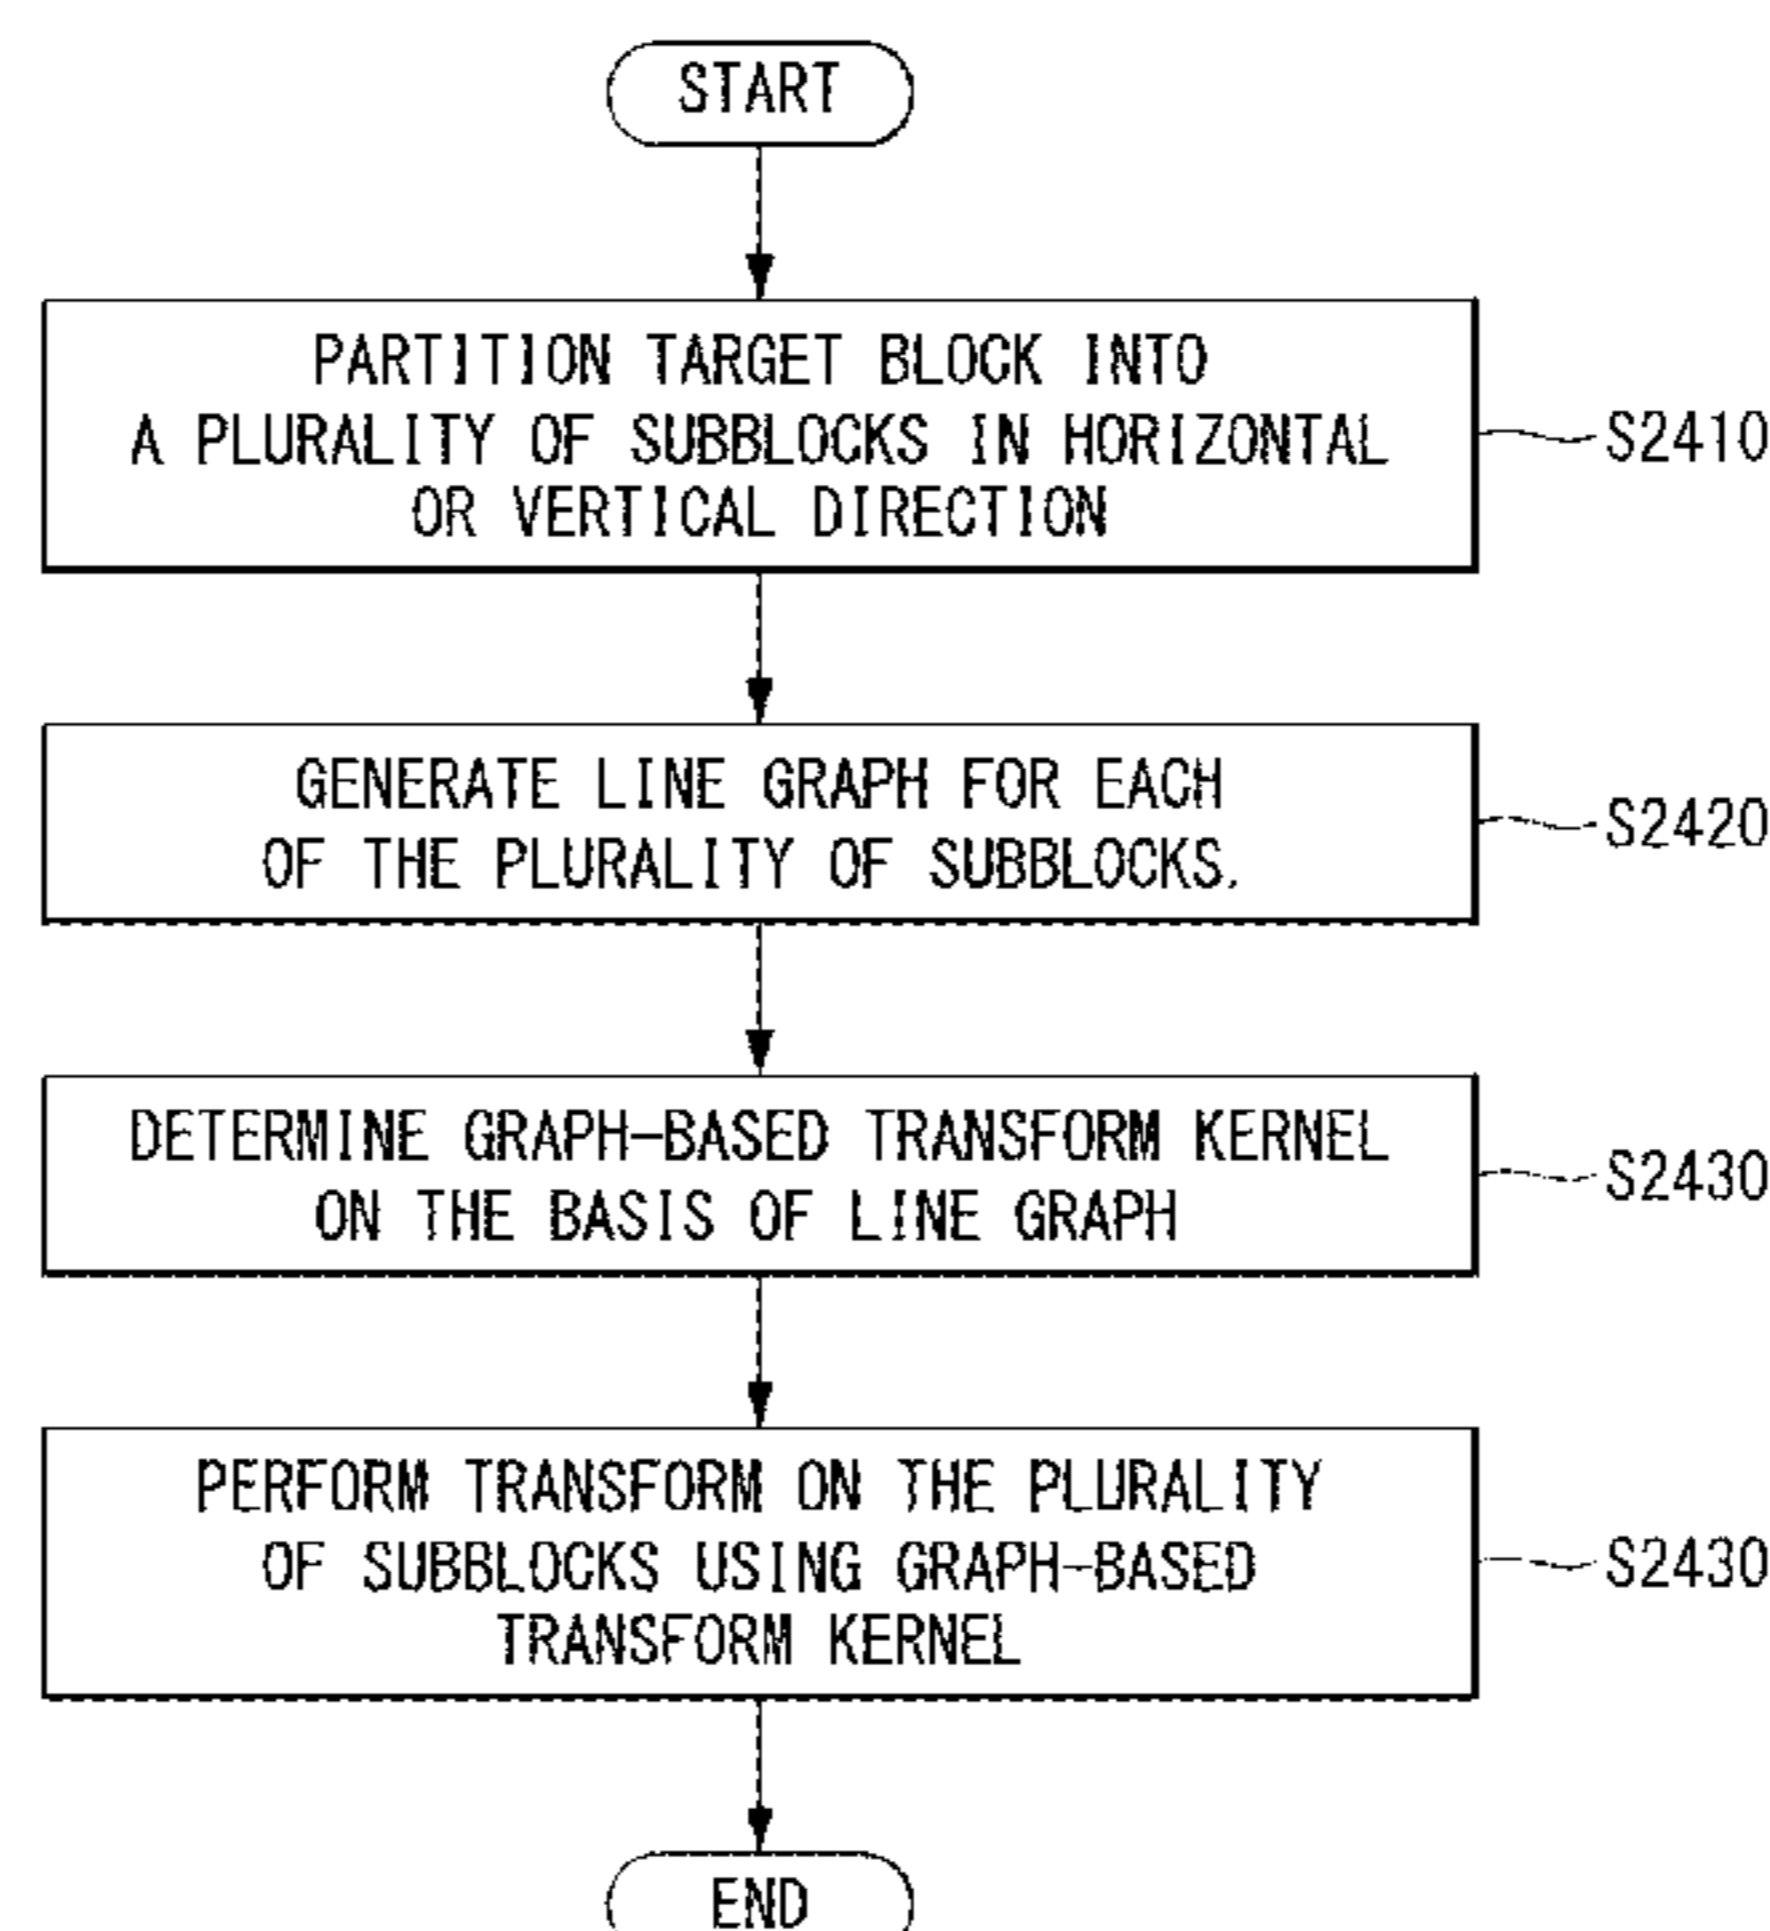 START
PARTITION TARGET BLOCK INTO
A PLURALITY OF SUBBLOCKS IN HORIZONTAL
OR VERTICAL DIRECTION
S2410
GENERATE LINE GRAPH FOR EACH
OF THE PLURALITY OF SUBBLOCKS.
S2420
DETERMINE GRAPH-BASED TRANSFORM KERNEL
ON THE BASIS OF LINE GRAPH
S2430
PERFORM TRANSFORM ON THE PLURALITY
OF SUBBLOCKS USING GRAPH-BASED
TRANSFORM KERNEL
S2430
END